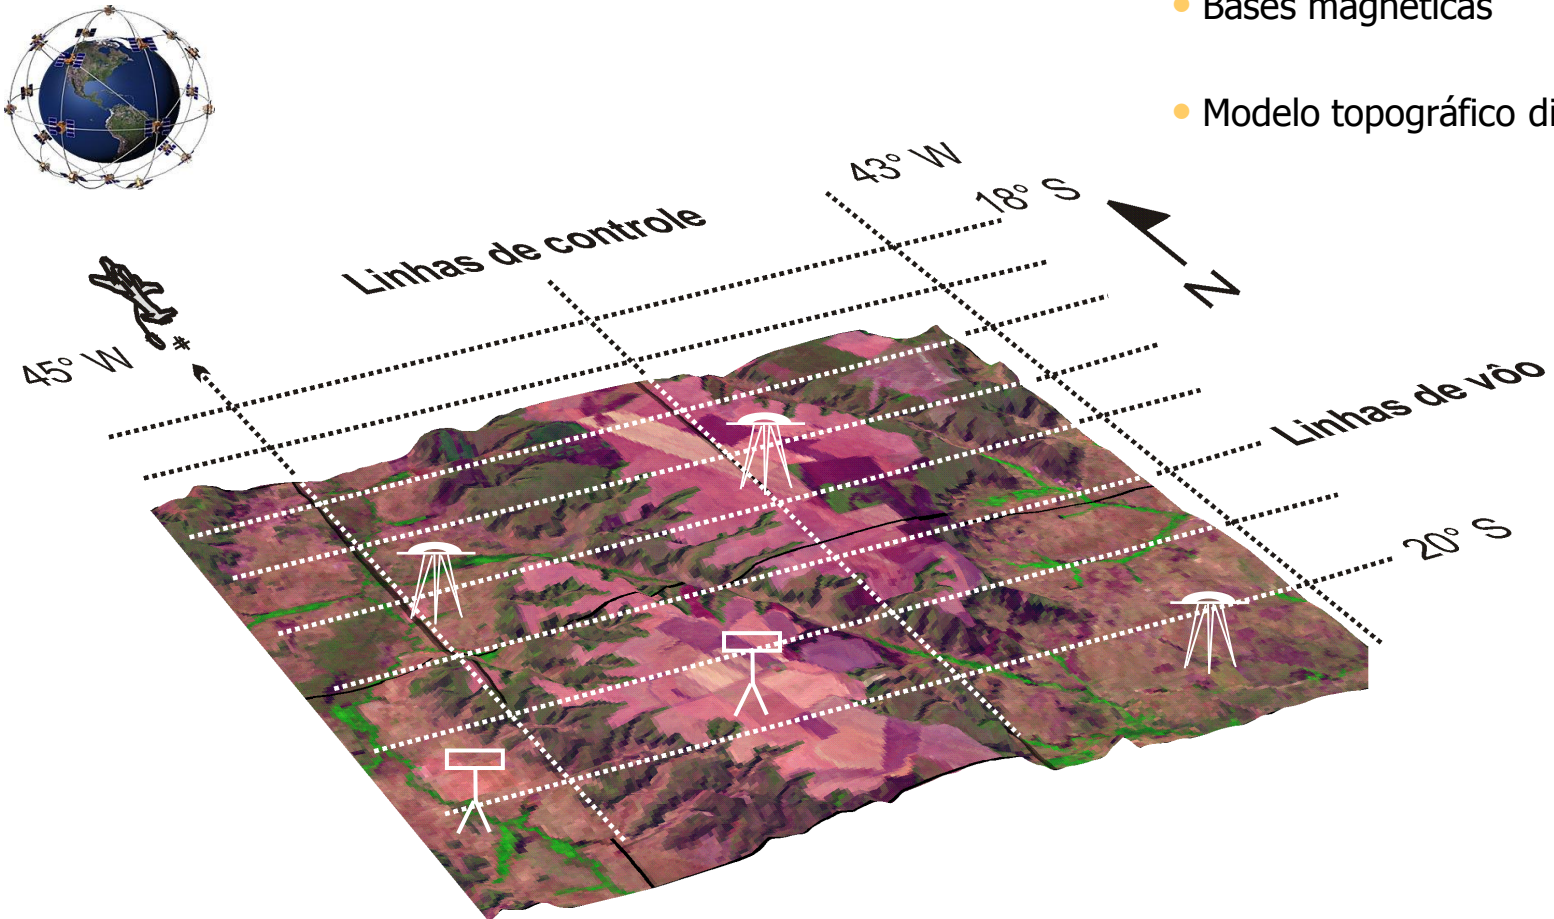 Bases magnéticas
Modelo topográfico di
43° W
18° S
Linhas de controle
N
45° W
Linhas de vôo
20° S